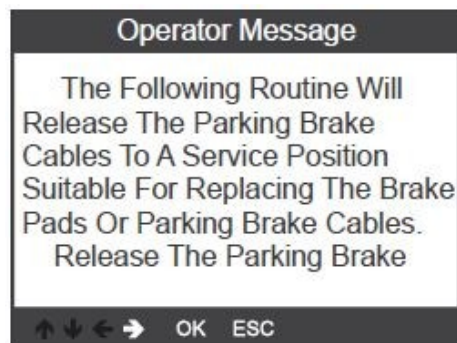 Operator Message
The Following Routine Will
Release The Parking Brake
Cables To A Service Position
Suitable For Replacing The Brake
Pads Or Parking Brake Cables.
Release The Parking Brake
OK ESC